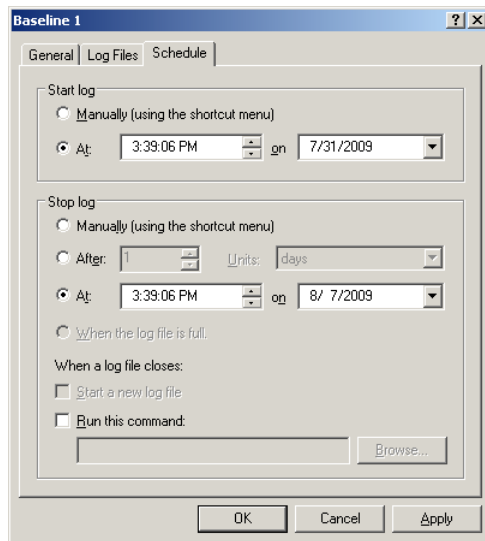 Baseline 1
General Log Files Schedule
Start log
Manually (using the shortcut menu)
At: 3:39:06 PM on 7/31/2009
Stop log
Manually (using the shortcut menu)
After: 1 Units: days
At: 3:39:06 PM on 8/ 7/2009
When the log file is full.
When a log file closes:
Start a new log file
Run this command:
Browse...
OK Cancel Apply